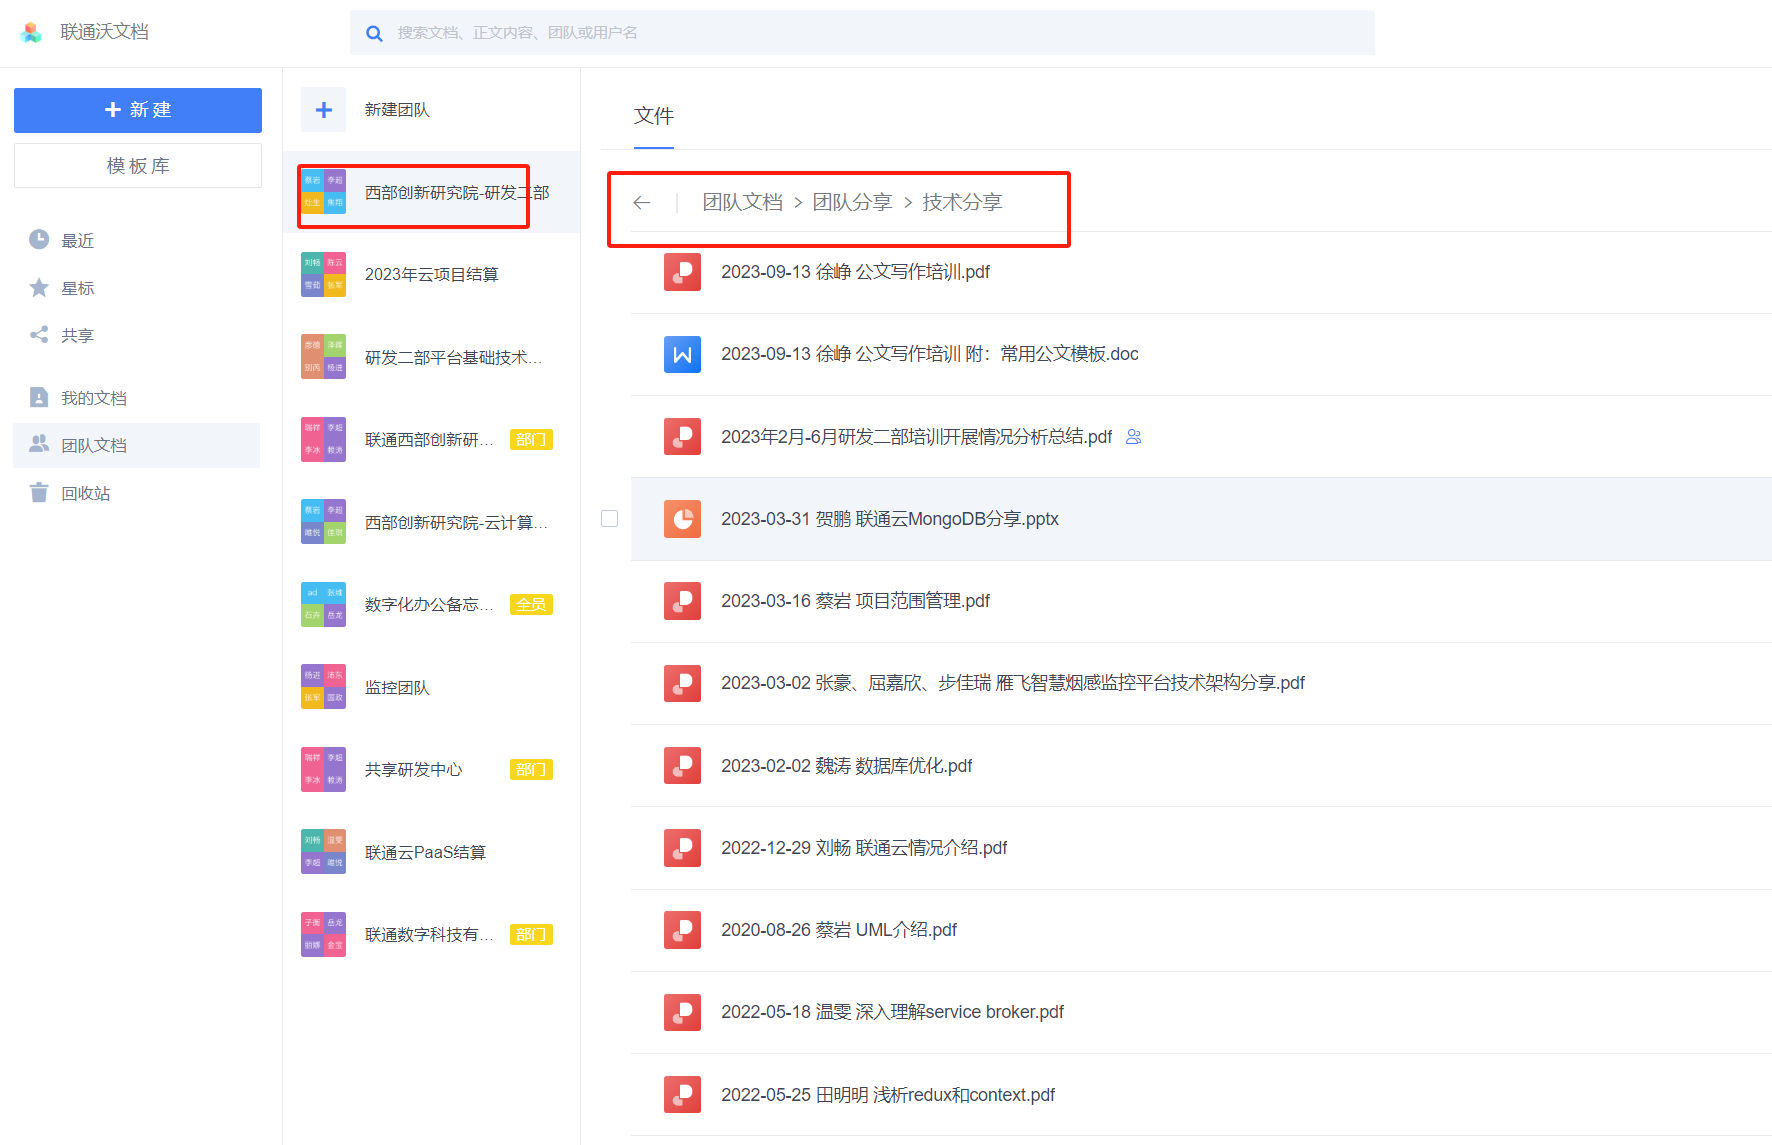 联通沃文档
搜索文档、正文内容、团队或用户名
新建
模板库
最近
星标
共享
我的文档
团队文档
回收站
新建团队
西部创新研究院-研发二部
2023年云项目结算
研发二部平台基础技术...
联通西部创新研...
部门
西部创新研究院-云计算...
数字化办公备忘...
全员
监控团队
共享研发中心
部门
联通云PaaS结算
联通数字科技有...
部门
文件
团队文档 > 团队分享 > 技术分享
2023-09-13 徐峥 公文写作培训.pdf
2023-09-13 徐峥 公文写作培训 附：常用公文模板.doc
2023年2月-6月研发二部培训开展情况分析总结.pdf
2023-03-31 贺鹏 联通云MongoDB分享.pptx
2023-03-16 蔡岩 项目范围管理.pdf
2023-03-02 张豪、屈嘉欣、步佳瑞 雁飞智慧烟感监控平台技术架构分享.pdf
2023-02-02 魏涛 数据库优化.pdf
2022-12-29 刘畅 联通云情况介绍.pdf
2020-08-26 蔡岩 UML介绍.pdf
2022-05-18 温雯 深入理解service broker.pdf
2022-05-25 田明明 浅析redux和context.pdf